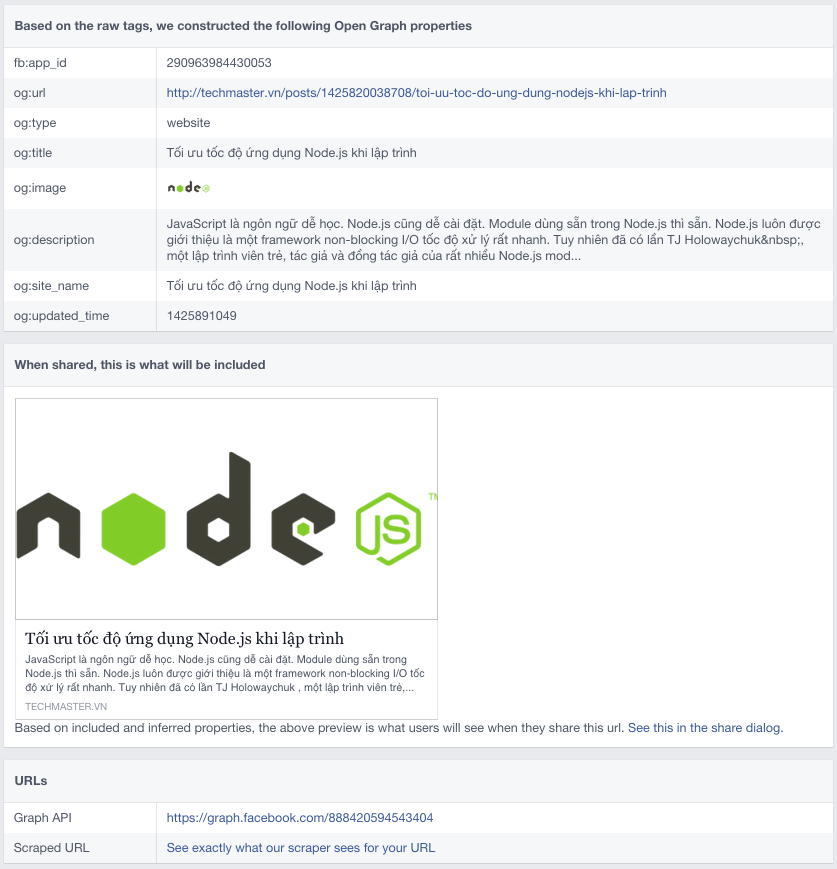 Based on the raw tags, we constructed the following Open Graph properties
fb:app_id 290963984430053
og:url http://techmaster.vn/posts/1425820038708/toi-uu-toc-do-ung-dung-nodejs-khi-lap-trinh
og:type website
og:title Tối ưu tốc độ ứng dụng Node.js khi lập trình
og:image node JS
og:description JavaScript là ngôn ngữ dễ học. Node.js cũng dễ cài đặt. Module dùng sẵn trong Node.js thì sẵn. Node.js luôn được
giới thiệu là một framework non-blocking I/O tốc độ xử lý rất nhanh. Tuy nhiên đã có lần TJ Holowaychuk&nbsp;,
một lập trình viên trẻ, tác giả và đồng tác giả của rất nhiều Node.js mod...
og:site_name Tối ưu tốc độ ứng dụng Node.js khi lập trình
og:updated_time 1425891049
When shared, this is what will be included
node JS TM
Tối ưu tốc độ ứng dụng Node.js khi lập trình
JavaScript là ngôn ngữ dễ học. Node.js cũng dễ cài đặt. Module dùng sẵn trong
Node.js thì sẵn. Node.js luôn được giới thiệu là một framework non-blocking I/O tốc
độ xử lý rất nhanh. Tuy nhiên đã có lần TJ Holowaychuk , một lập trình viên trẻ,...
TECHMASTER.VN
Based on included and inferred properties, the above preview is what users will see when they share this url. See this in the share dialog.
URLs
Graph API https://graph.facebook.com/888420594543404
Scraped URL See exactly what our scraper sees for your URL